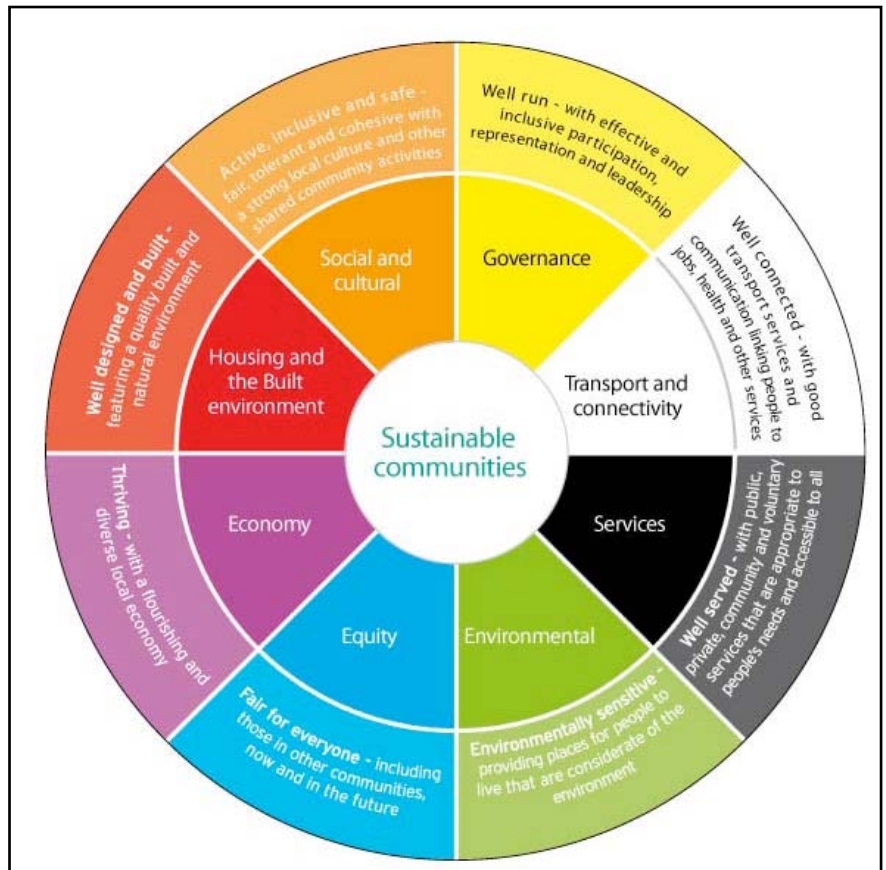 Sustainable
communities
Governance
Well run - with effective and
inclusive participation,
representation and leadership
Transport and
connectivity
Well connected - with good
transport services and
communication linking people to
jobs, health and other services
Services
Well served - with public,
private, community and voluntary
services that are appropriate to
people's needs and accessible to all
Environmental
Environmentally sensitive -
providing places for people to
live that are considerate of the
environment
Equity
Fair for everyone - including
those in other communities,
now and in the future
Economy
Thriving - with a flourishing and
diverse local economy
Housing and
the Built
environment
Well designed and built -
featuring a quality built and
natural environment
Social and
cultural
Active, inclusive and safe -
fair, tolerant and cohesive with
a strong local culture and other
shared community activities